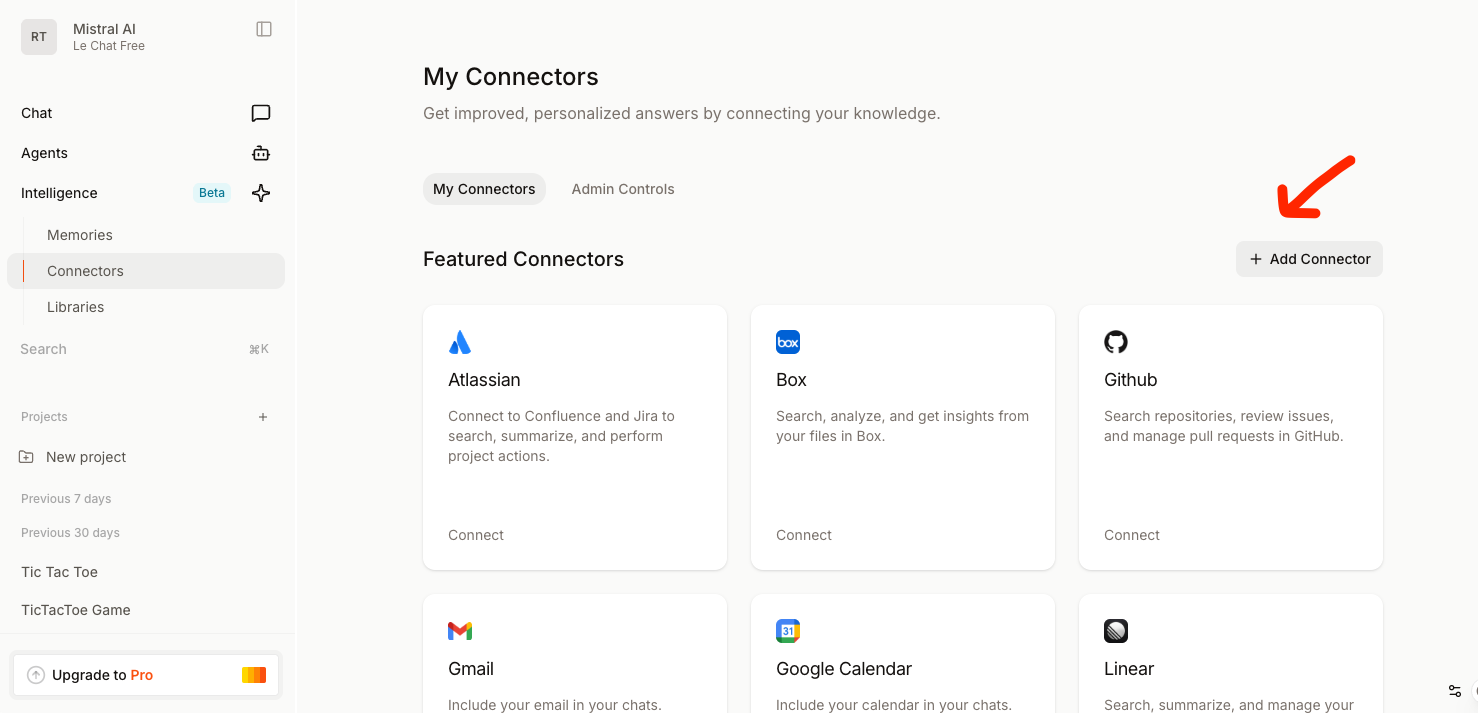 RT
Mistral AI
Le Chat Free
Chat
Agents
Intelligence Beta
Memories
Connectors
Libraries
Search ⌘K
Projects +
New project
Previous 7 days
Previous 30 days
Tic Tac Toe
TicTacToe Game
Upgrade to Pro
My Connectors
Get improved, personalized answers by connecting your knowledge.
My Connectors Admin Controls
Featured Connectors
+ Add Connector
Atlassian
Connect to Confluence and Jira to
search, summarize, and perform
project actions.
Connect
box
Box
Search, analyze, and get insights from
your files in Box.
Connect
Github
Search repositories, review issues,
and manage pull requests in GitHub.
Connect
Gmail
Include your email in your chats.
31
Google Calendar
Include your calendar in your chats.
Linear
Search, summarize, and manage your